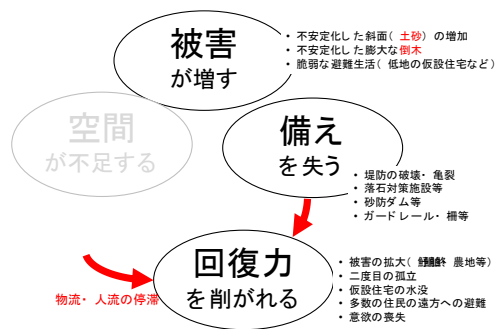 被害
が増す
・ 不安定化した斜面( 土砂) の増加
・ 不安定化した膨大な倒木
・ 脆弱な避難生活( 低地の仮設住宅など)
空間
が不足する
備え
を失う
・ 堤防の破壊・ 亀裂
・ 落石対策施設等
・ 砂防ダム等
・ ガードレール・ 柵等
回復力
を削がれる
物流・ 人流の停滞
・ 被害の拡大( 農地等)
・ 二度目の孤立
・ 仮設住宅の水没
・ 多数の住民の遠方への避難
・ 意欲の喪失